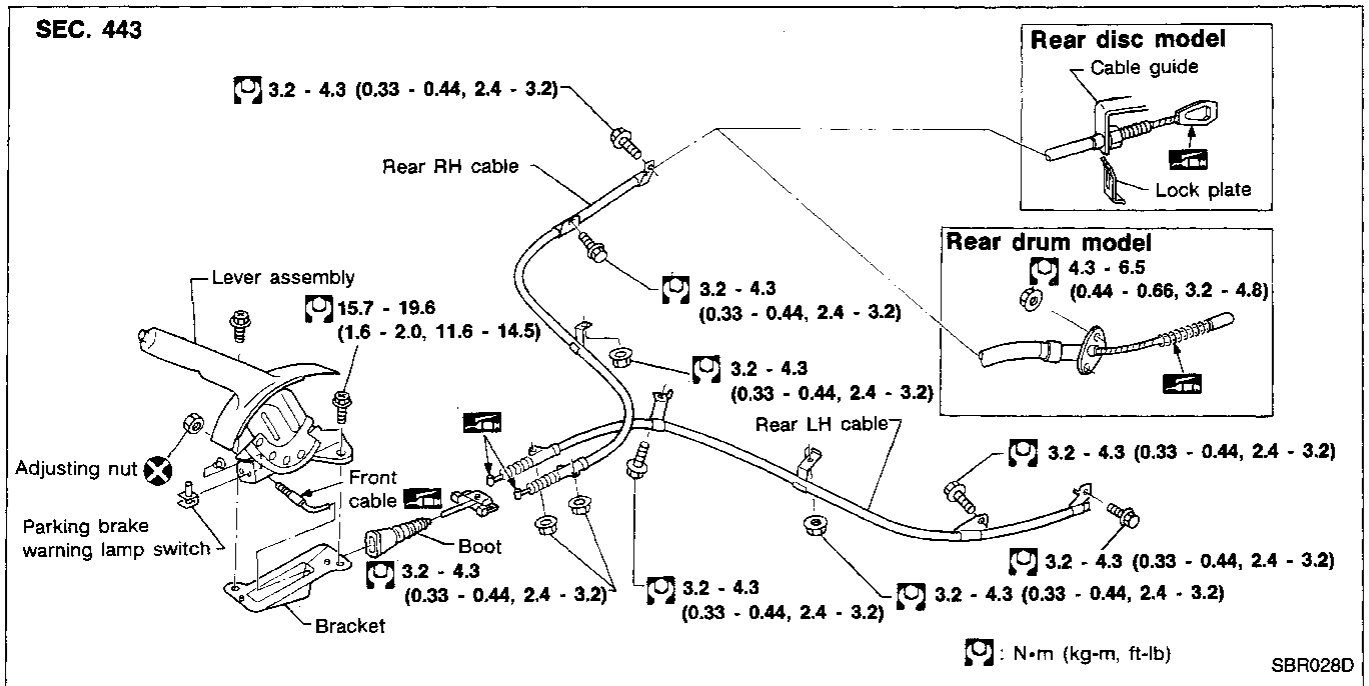 SEC. 443
3.2 - 4.3 (0.33 - 0.44, 2.4 - 3.2)
Rear RH cable
Rear disc model
Cable guide
Lock plate
Rear drum model
4.3 - 6.5
(0.44 - 0.66, 3.2 - 4.8)
Lever assembly
15.7 - 19.6
(1.6 - 2.0, 11.6 - 14.5)
3.2 - 4.3
(0.33 - 0.44, 2.4 - 3.2)
3.2 - 4.3
(0.33 - 0.44, 2.4 - 3.2)
Rear LH cable
3.2 - 4.3 (0.33 - 0.44, 2.4 - 3.2)
Adjusting nut
Front
cable
Parking brake
warning lamp switch
Boot
3.2 - 4.3
(0.33 - 0.44, 2.4 - 3.2)
Bracket
3.2 - 4.3
(0.33 - 0.44, 2.4 - 3.2)
3.2 - 4.3 (0.33 - 0.44, 2.4 - 3.2)
3.2 - 4.3 (0.33 - 0.44, 2.4 - 3.2)
: N•m (kg-m, ft-lb)
SBR028D